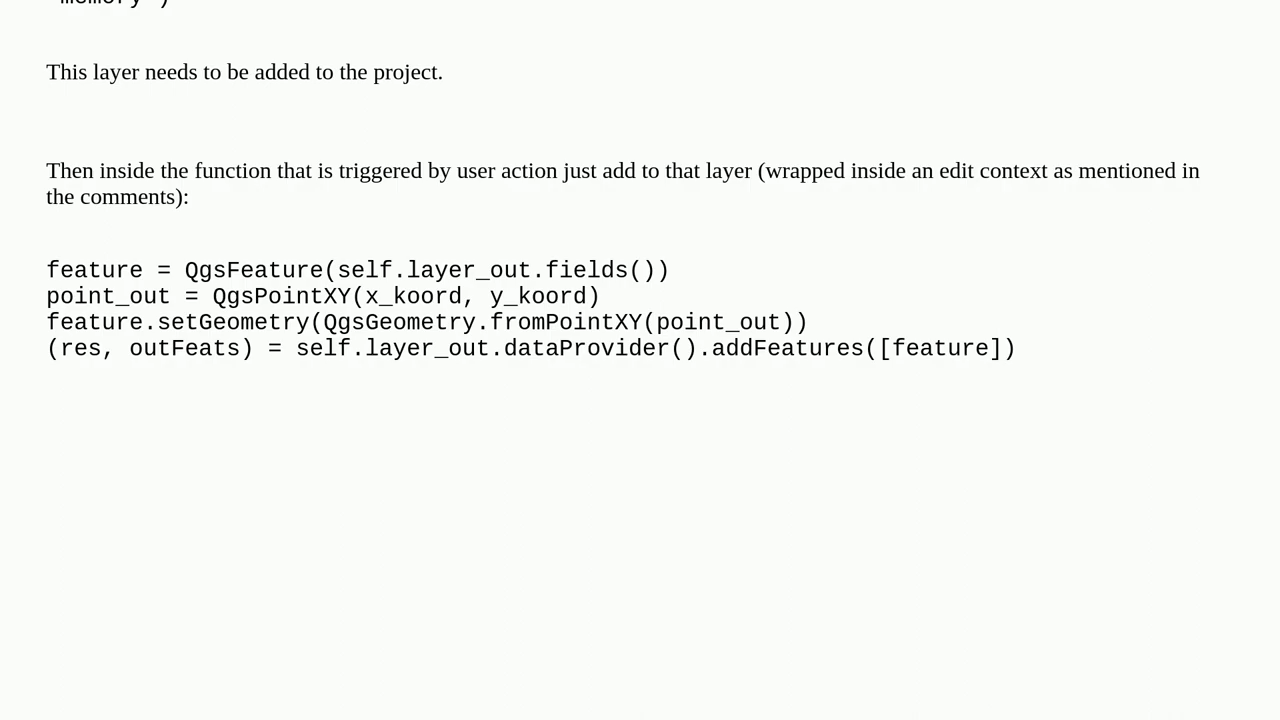 This layer needs to be added to the project.
Then inside the function that is triggered by user action just add to that layer (wrapped inside an edit context as mentioned in
the comments):
feature = QgsFeature(self.layer_out.fields())
point_out = QgsPointXY(x_koord, y_koord)
feature.setGeometry(QgsGeometry.fromPointXY(point_out))
(res, outFeats) = self.layer_out.dataProvider().addFeatures([feature])